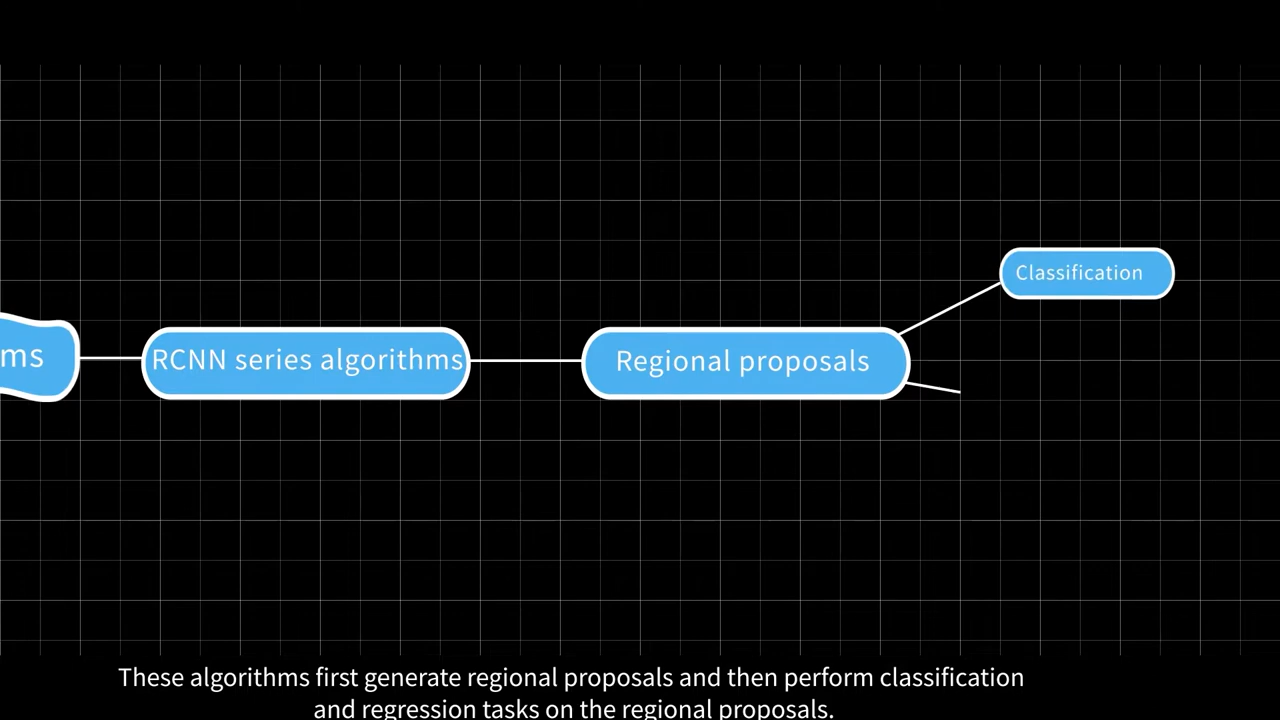 ms
RCNN series algorithms
Regional proposals
Classification
These algorithms first generate regional proposals and then perform classification
and regression tasks on the regional proposals.